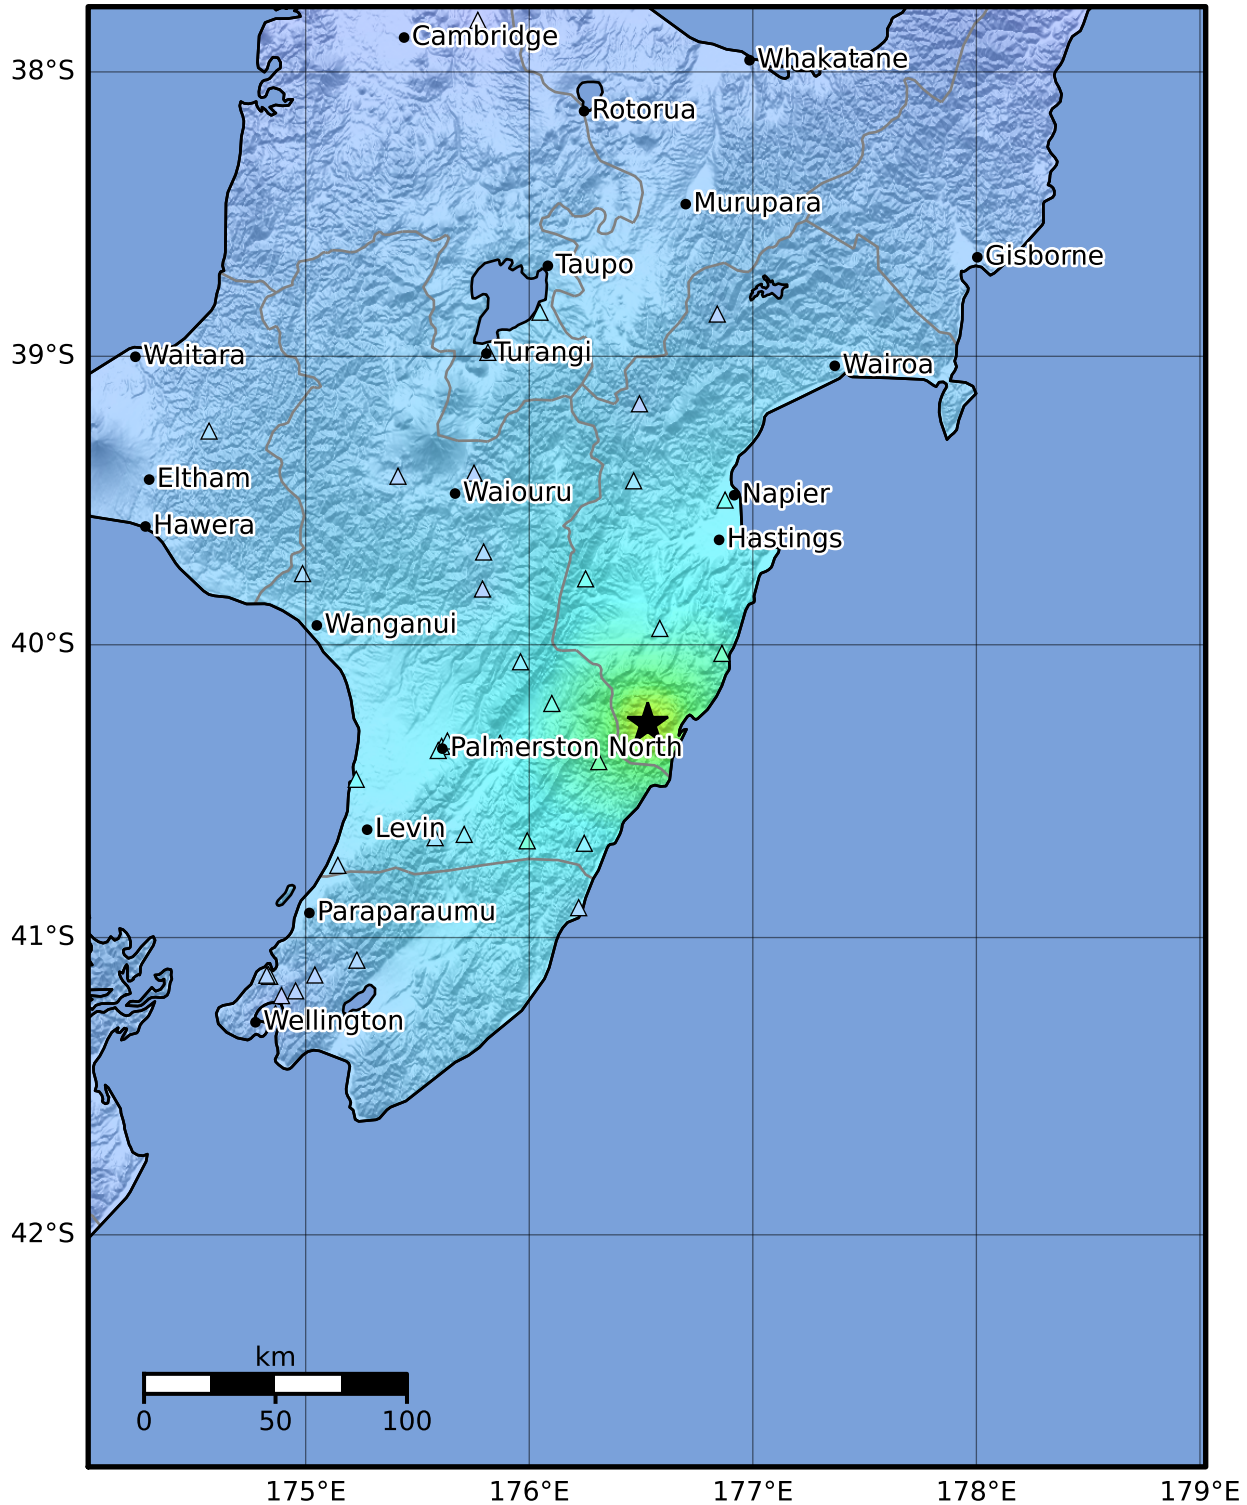 Cambridge
Whakatane
38°S
Rotorua
Murupara
Gisborne
Taupo
Turangi
Waitara
39°S
Wairoa
Eltham
Waiouru
Napier
Hawera
Hastings
Wanganui
40°S
Palmerston North
Levin
Paraparaumu
41°S
Wellington
42°S
km
0 50 100
175°E 176°E 177°E 178°E 179°E